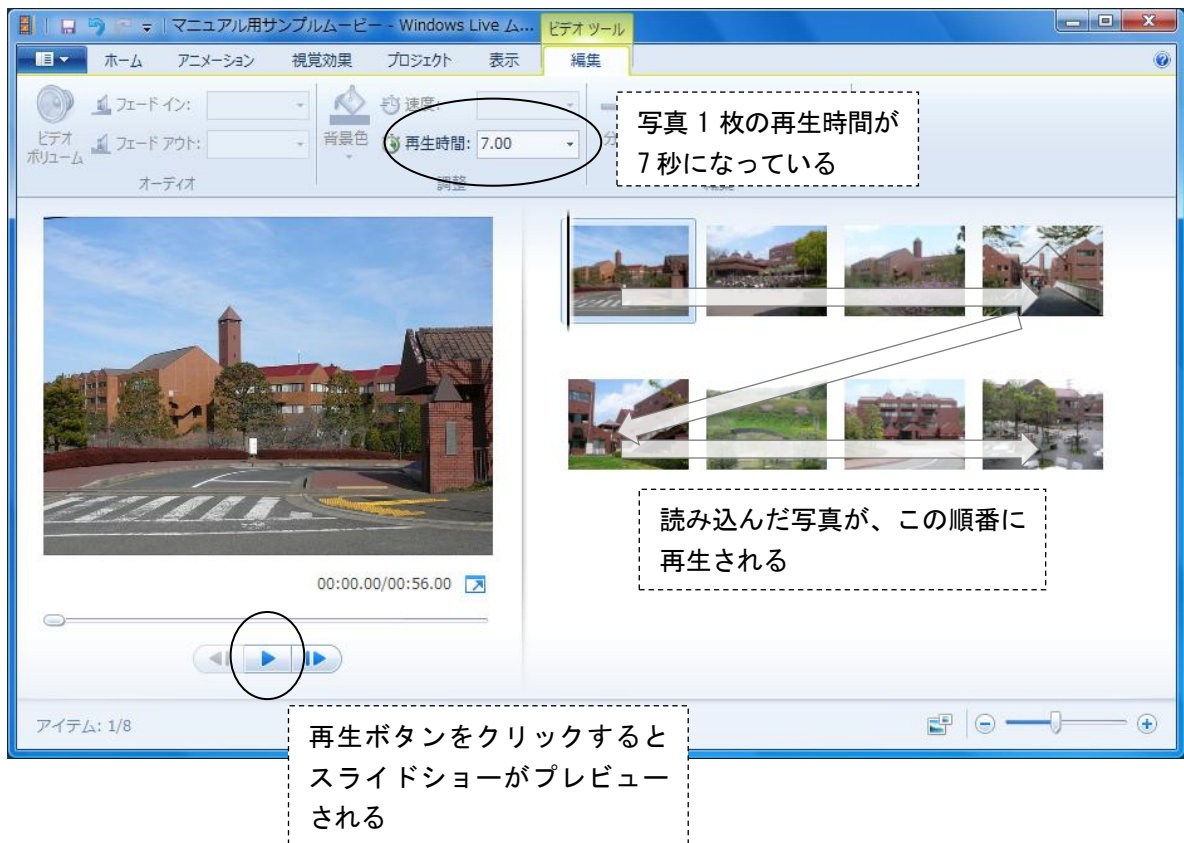 マニュアル用サンプルムービー - Windows Live ム...
ビデオ ツール
ホーム アニメーション 視覚効果 プロジェクト 表示 編集
フェード イン:
速度:
ビデオ
ボリューム
フェード アウト:
背景色
再生時間: 7.00
分
オーディオ
調整
編集
写真 1 枚の再生時間が
7 秒になっている
読み込んだ写真が、この順番に
再生される
00:00.00/00:56.00
アイテム: 1/8
再生ボタンをクリックすると
スライドショーがプレビュー
される